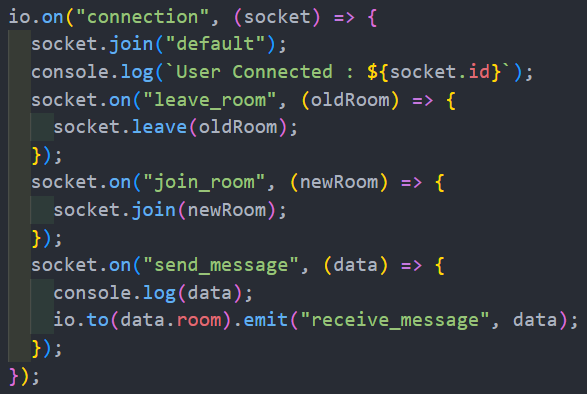 io.on("connection", (socket) => {
  socket.join("default");
  console.log(`User Connected : ${socket.id}`);
  socket.on("leave_room", (oldRoom) => {
    socket.leave(oldRoom);
  });
  socket.on("join_room", (newRoom) => {
    socket.join(newRoom);
  });
  socket.on("send_message", (data) => {
    console.log(data);
    io.to(data.room).emit("receive_message", data);
  });
});